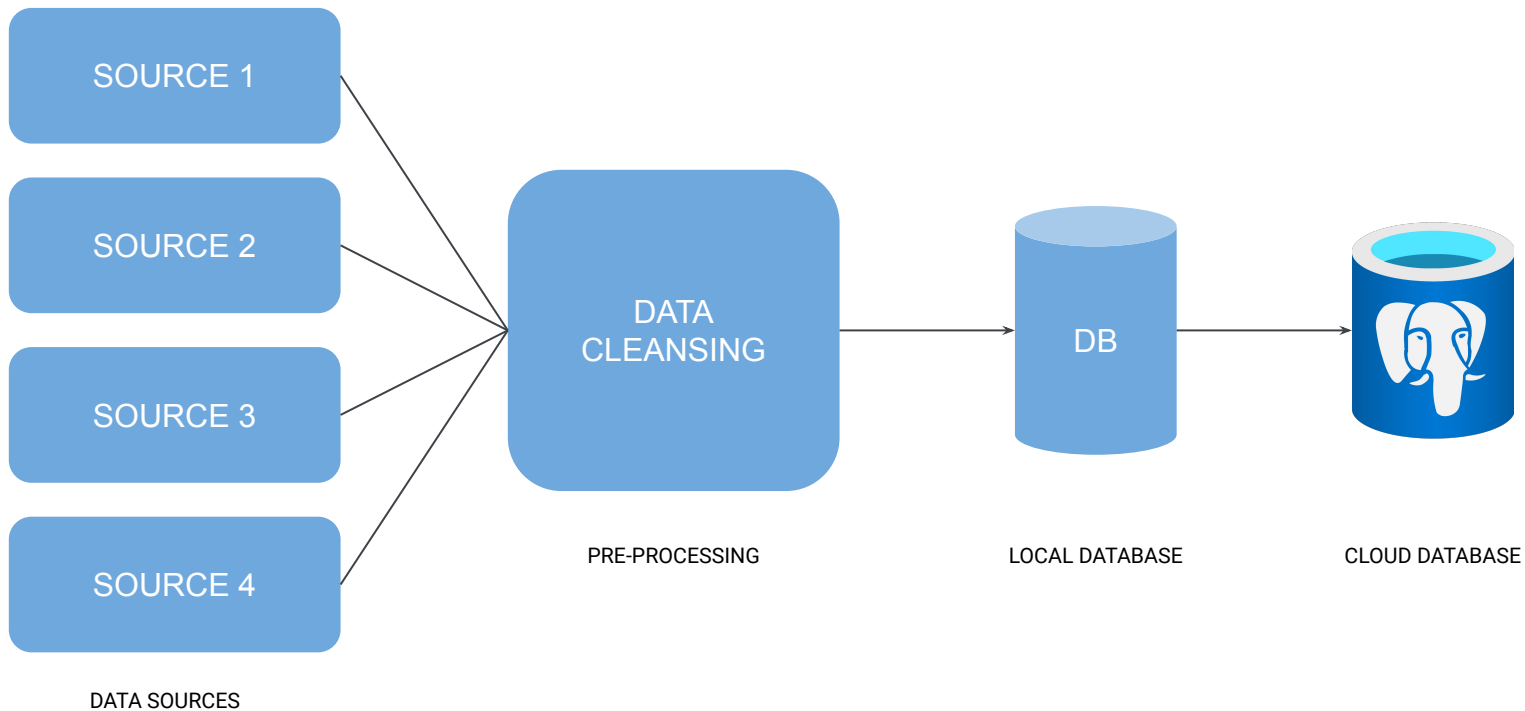 SOURCE 1
SOURCE 2
SOURCE 3
SOURCE 4
DATA SOURCES
DATA
CLEANSING
PRE-PROCESSING
DB
LOCAL DATABASE
CLOUD DATABASE